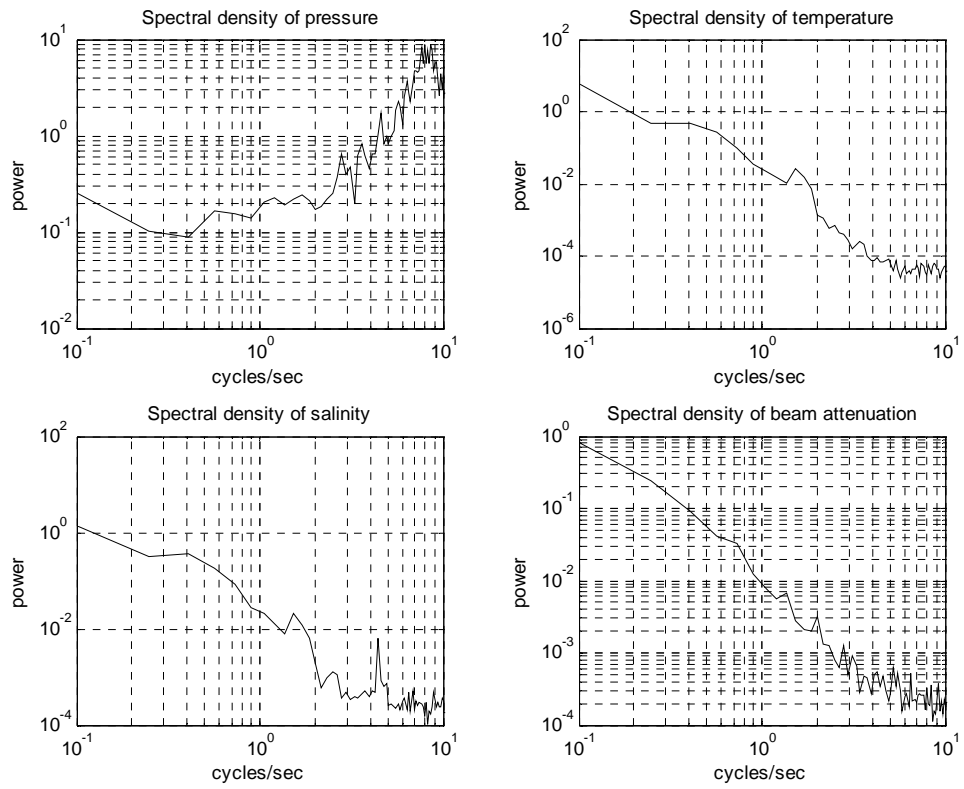 Spectral density of pressure
10^1
10^0
10^-1
10^-2
power
10^-1 10^0 10^1
cycles/sec
Spectral density of temperature
10^2
10^0
10^-2
10^-4
10^-6
power
10^-1 10^0 10^1
cycles/sec
Spectral density of salinity
10^2
10^0
10^-2
10^-4
power
10^-1 10^0 10^1
cycles/sec
Spectral density of beam attenuation
10^0
10^-1
10^-2
10^-3
10^-4
power
10^-1 10^0 10^1
cycles/sec